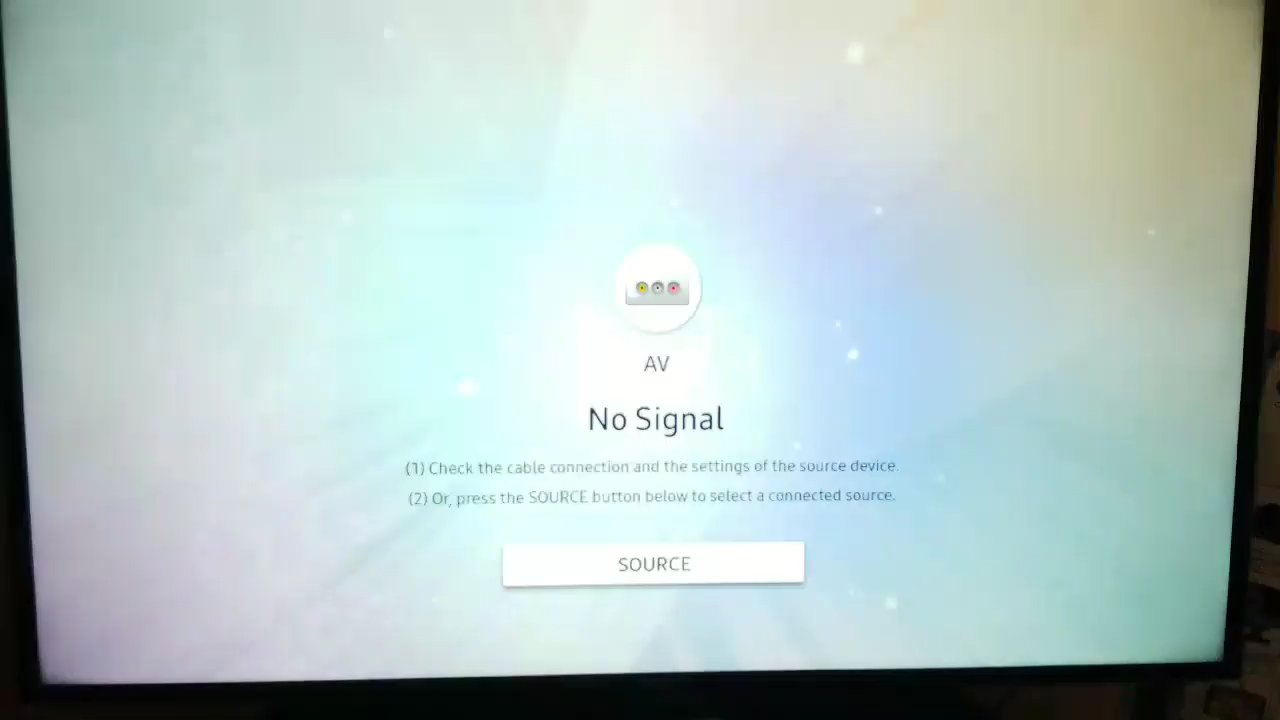 AV
No Signal
(1) Check the cable connection and the settings of the source device.
(2) Or, press the SOURCE button below to select a connected source.
SOURCE